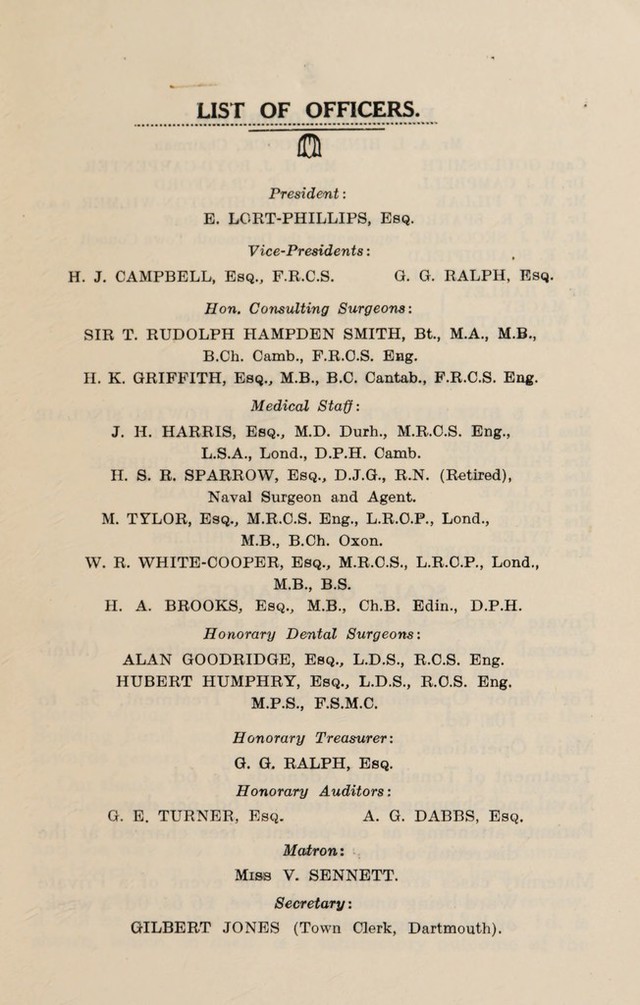 LIST OF OFFICERS.
President:
E. LORT-PHILLIPS, Esq.
Vice-Presidents:
H. J. CAMPBELL, Esq., F.R.C.S. G. G. RALPH, Esq.
Hon. Consulting Surgeons:
SIR T. RUDOLPH HAMPDEN SMITH, Bt., M.A., M.B.,
B.Ch. Camb., F.R.C.S. Eng.
H. K. GRIFFITH, Esq., M.B., B.C. Cantab., F.R.C.S. Eng.
Medical Staff:
J. H. HARRIS, Esq., M.D. Durh., M.R.C.S. Eng.,
L.S.A., Lond., D.P.H. Camb.
H. S. R. SPARROW, Esq., D.J.G., R.N. (Retired),
Naval Surgeon and Agent.
M. TYLOR, Esq., M.R.C.S. Eng., L.R.C.P., Lond.,
M.B., B.Ch. Oxon.
W. R. WHITE-COOPER, Esq., M.R.C.S., L.R.C.P., Lond.,
M.B., B.S.
H. A. BROOKS, Esq., M.B., Ch.B. Edin., D.P.H.
Honorary Dental Surgeons:
ALAN GOODRIDGE, Esq., L.D.S., R.C.S. Eng.
HUBERT HUMPHRY, Esq., L.D.S., R.C.S. Eng.
M.P.S., F.S.M.C.
Honorary Treasurer:
G. G. RALPH, Esq.
Honorary Auditors:
G. E. TURNER, Esq. A. G. DABBS, Esq.
Matron:
Miss V. SENNETT.
Secretary:
GILBERT JONES (Town Clerk, Dartmouth).